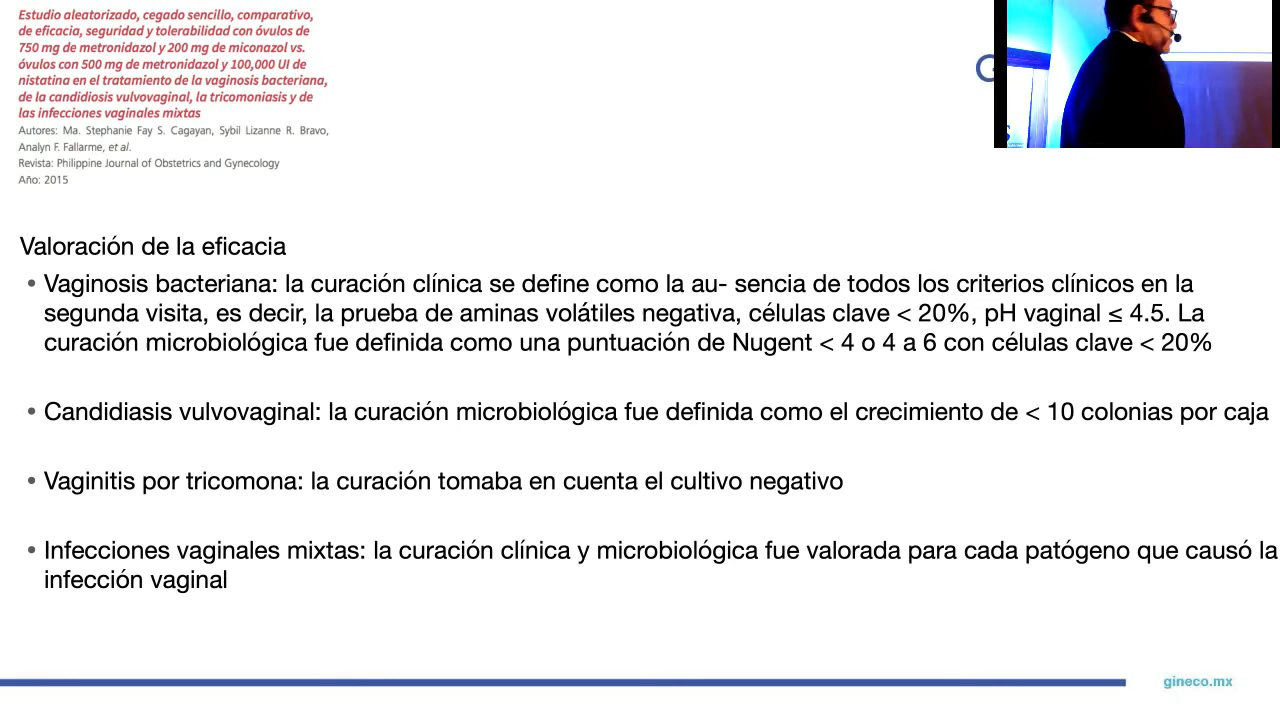 Estudio aleatorizado, cegado sencillo, comparativo,
de eficacia, seguridad y tolerabilidad con óvulos de
750 mg de metronidazol y 200 mg de miconazol vs.
óvulos con 500 mg de metronidazol y 100,000 UI de
nistatina en el tratamiento de la vaginosis bacteriana,
de la candidiosis vulvovaginal, la tricomoniasis y de
las infecciones vaginales mixtas
Autores: Ma. Stephanie Fay S. Cagayan, Sybil Lizanne R. Bravo,
Analyn F. Fallarme, et al.
Revista: Philippine Journal of Obstetrics and Gynecology
Año: 2015
Valoración de la eficacia
• Vaginosis bacteriana: la curación clínica se define como la au- sencia de todos los criterios clínicos en la
segunda visita, es decir, la prueba de aminas volátiles negativa, células clave < 20%, pH vaginal ≤ 4.5. La
curación microbiológica fue definida como una puntuación de Nugent < 4 o 4 a 6 con células clave < 20%
• Candidiasis vulvovaginal: la curación microbiológica fue definida como el crecimiento de < 10 colonias por caja
• Vaginitis por tricomona: la curación tomaba en cuenta el cultivo negativo
• Infecciones vaginales mixtas: la curación clínica y microbiológica fue valorada para cada patógeno que causó la
infección vaginal
gineco.mx